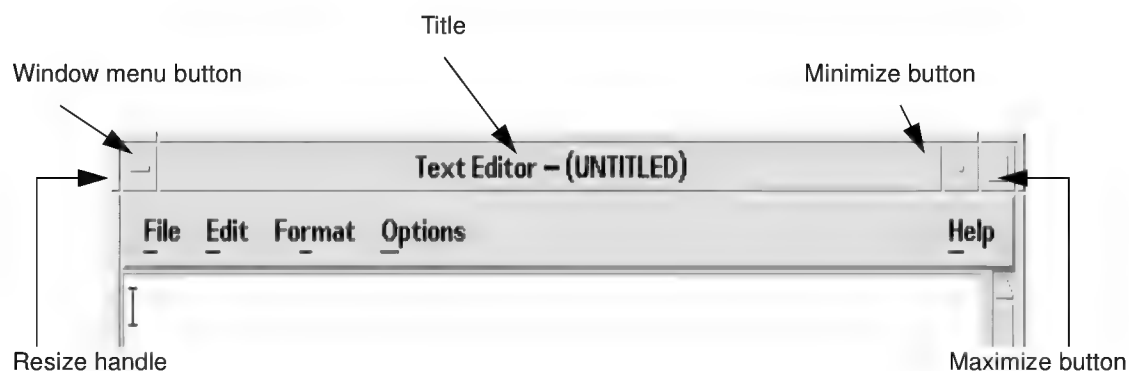 Title
Window menu button
Minimize button
Text Editor – (UNTITLED)
File Edit Format Options Help
Resize handle
Maximize button